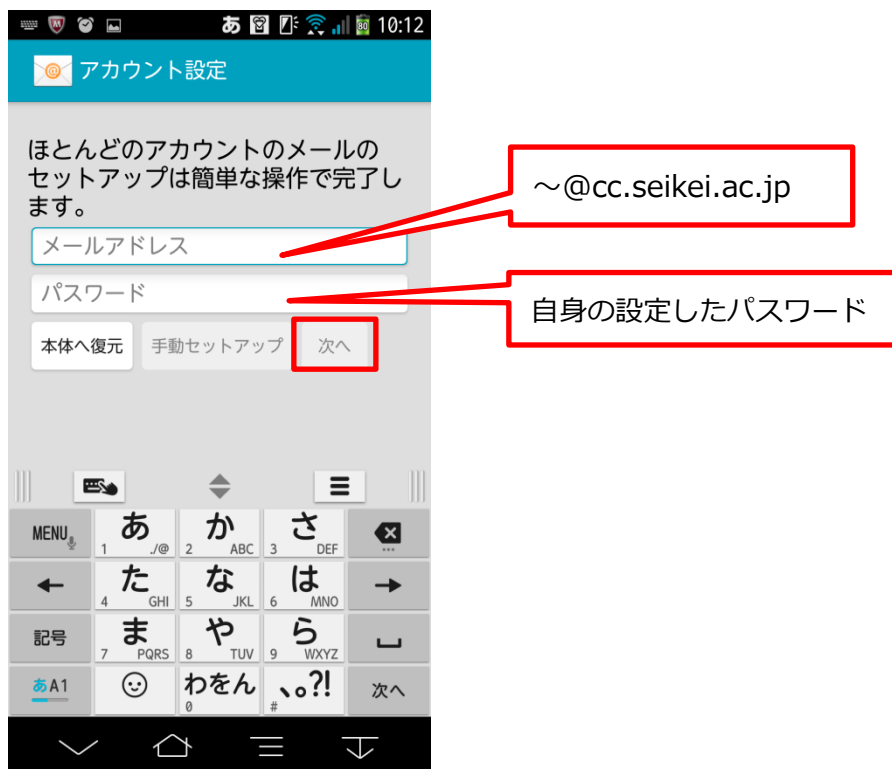 あ 80 10:12
アカウント設定
ほとんどのアカウントのメールの
セットアップは簡単な操作で完了し
ます。
メールアドレス
パスワード
本体へ復元 手動セットアップ 次へ
～@cc.seikei.ac.jp
自身の設定したパスワード
MENU あ 1 ./@ か 2 ABC さ 3 DEF
た 4 GHI な 5 JKL は 6 MNO
記号 ま 7 PQRS や 8 TUV ら 9 WXYZ
あA1 わをん 0 、。?! # 次へ